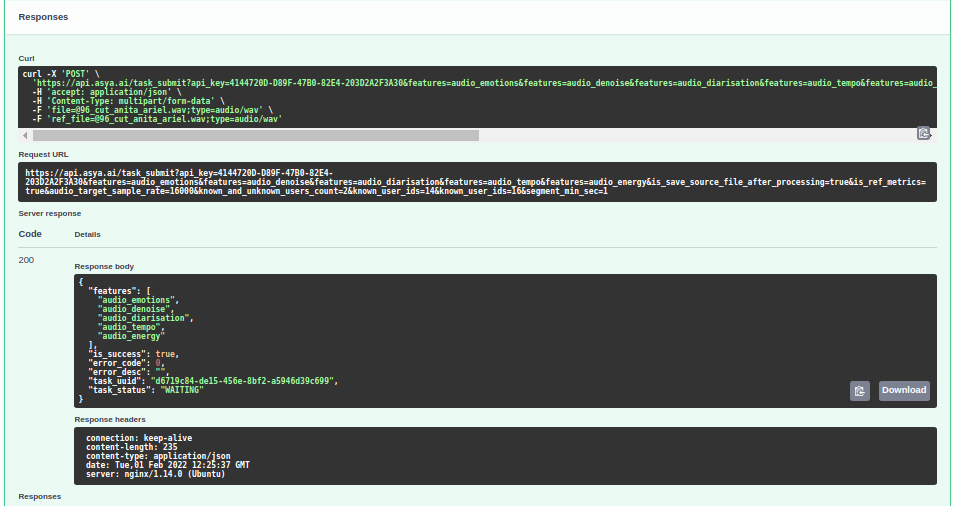 Responses
Curl
curl -X 'POST' \
'https://api.asya.ai/task_submit?api_key=4144720D-D89F-47B0-82E4-203D2A2F3A30&features=audio_emotions&features=audio_denoise&features=audio_diarisation&features=audio_tempo&features=audio_
-H 'accept: application/json' \
-H 'Content-Type: multipart/form-data' \
-F 'file=@96_cut_anita_ariel.wav;type=audio/wav' \
-F 'ref_file=@96_cut_anita_ariel.wav;type=audio/wav'
Request URL
https://api.asya.ai/task_submit?api_key=4144720D-D89F-47B0-82E4-
203D2A2F3A30&features=audio_emotions&features=audio_denoise&features=audio_diarisation&features=audio_tempo&features=audio_energy&is_save_source_file_after_processing=true&is_ref_metrics=
true&audio_target_sample_rate=16000&known_and_unknown_users_count=2&known_user_ids=14&known_user_ids=16&segment_min_sec=1
Server response
Code Details
200
Response body
{
"features": [
"audio_emotions",
"audio_denoise",
"audio_diarisation",
"audio_tempo",
"audio_energy"
],
"is_success": true,
"error_code": 0,
"error_desc": "",
"task_uuid": "d6719c84-de15-456e-8bf2-a5946d39c699",
"task_status": "WAITING"
}
Download
Response headers
connection: keep-alive
content-length: 235
content-type: application/json
date: Tue,01 Feb 2022 12:25:37 GMT
server: nginx/1.14.0 (Ubuntu)
Responses